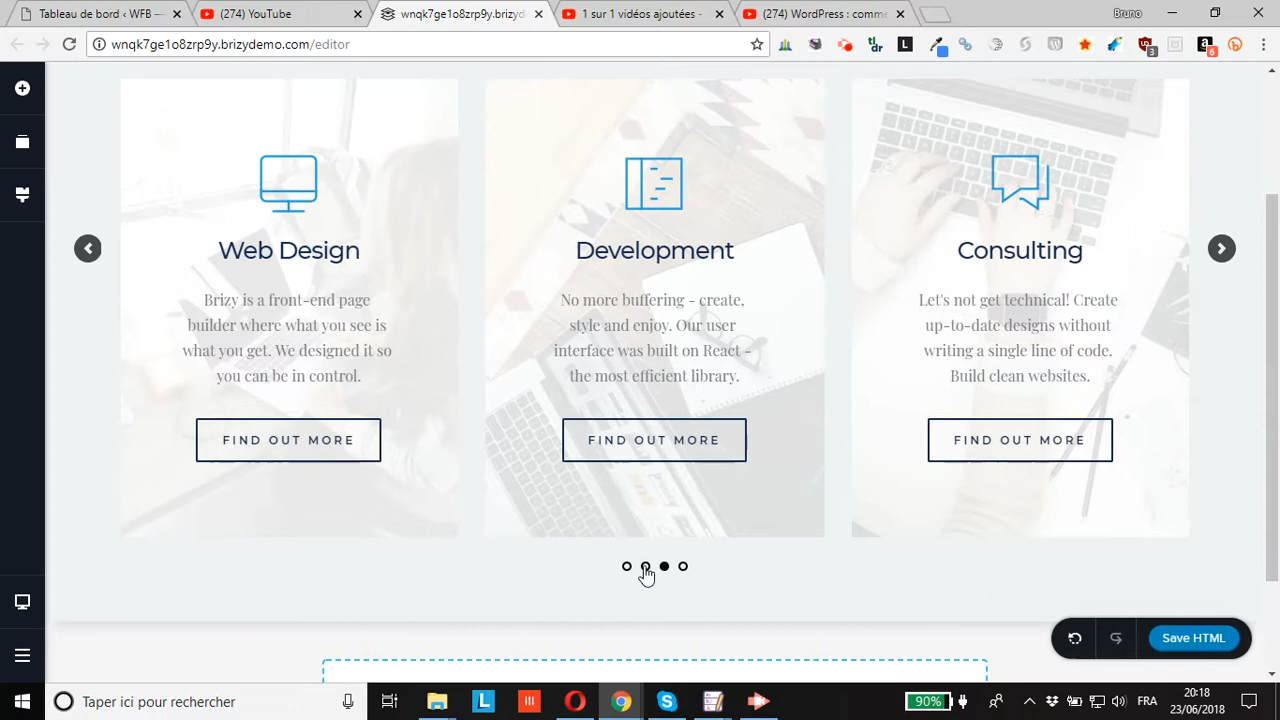 Tableau de bord ‹ WFB —
(274) YouTube
wnqk7ge1o8zrp9y.brizyd
1 sur 1 vidéos ajoutées -
(274) WordPress : comme
Bruno
wnqk7ge1o8zrp9y.brizydemo.com/editor
tldr
L
W
3
a
6
Web Design
Development
Consulting
Brizy is a front-end page
builder where what you see is
what you get. We designed it so
you can be in control.
No more buffering - create,
style and enjoy. Our user
interface was built on React -
the most efficient library.
Let's not get technical! Create
up-to-date designs without
writing a single line of code.
Build clean websites.
FIND OUT MORE
FIND OUT MORE
FIND OUT MORE
Save HTML
Taper ici pour rechercher
L
90%
FRA
20:18
23/06/2018